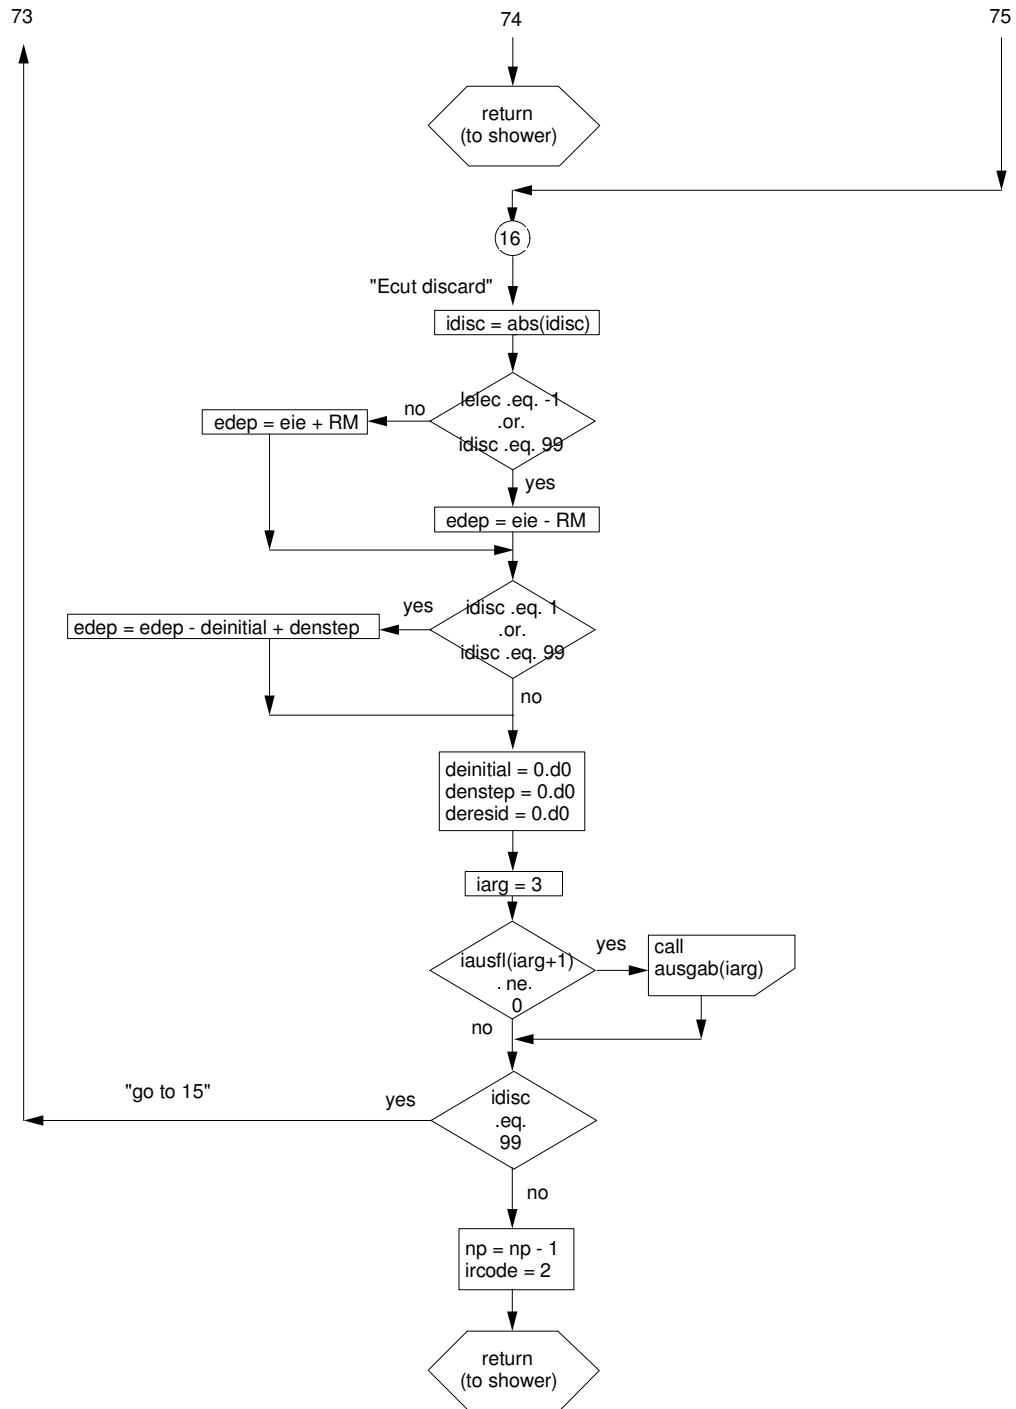 73
74
75
return
(to shower)
16
"Ecut discard"
idisc = abs(idisc)
lelec .eq. -1
.or.
idisc .eq. 99
no
edep = eie + RM
yes
edep = eie - RM
idisc .eq. 1
.or.
idisc .eq. 99
yes
edep = edep - deinitial + denstep
no
deinitial = 0.d0
denstep = 0.d0
deresid = 0.d0
iarg = 3
iausfl(iarg+1)
. ne.
0
yes
call
ausgab(iarg)
no
idisc
.eq.
99
yes
"go to 15"
no
np = np - 1
ircode = 2
return
(to shower)